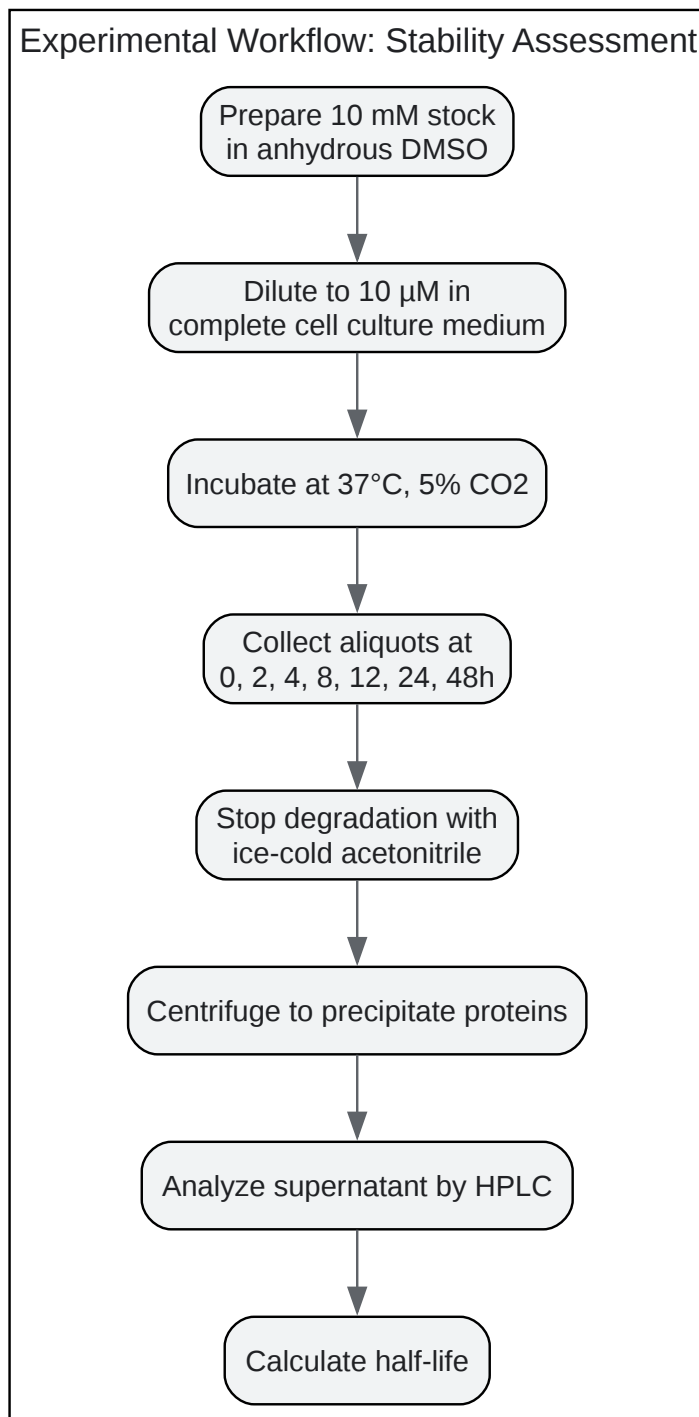 Experimental Workflow: Stability Assessment
Prepare 10 mM stock
in anhydrous DMSO
Dilute to 10 µM in
complete cell culture medium
Incubate at 37°C, 5% CO2
Collect aliquots at
0, 2, 4, 8, 12, 24, 48h
Stop degradation with
ice-cold acetonitrile
Centrifuge to precipitate proteins
Analyze supernatant by HPLC
Calculate half-life